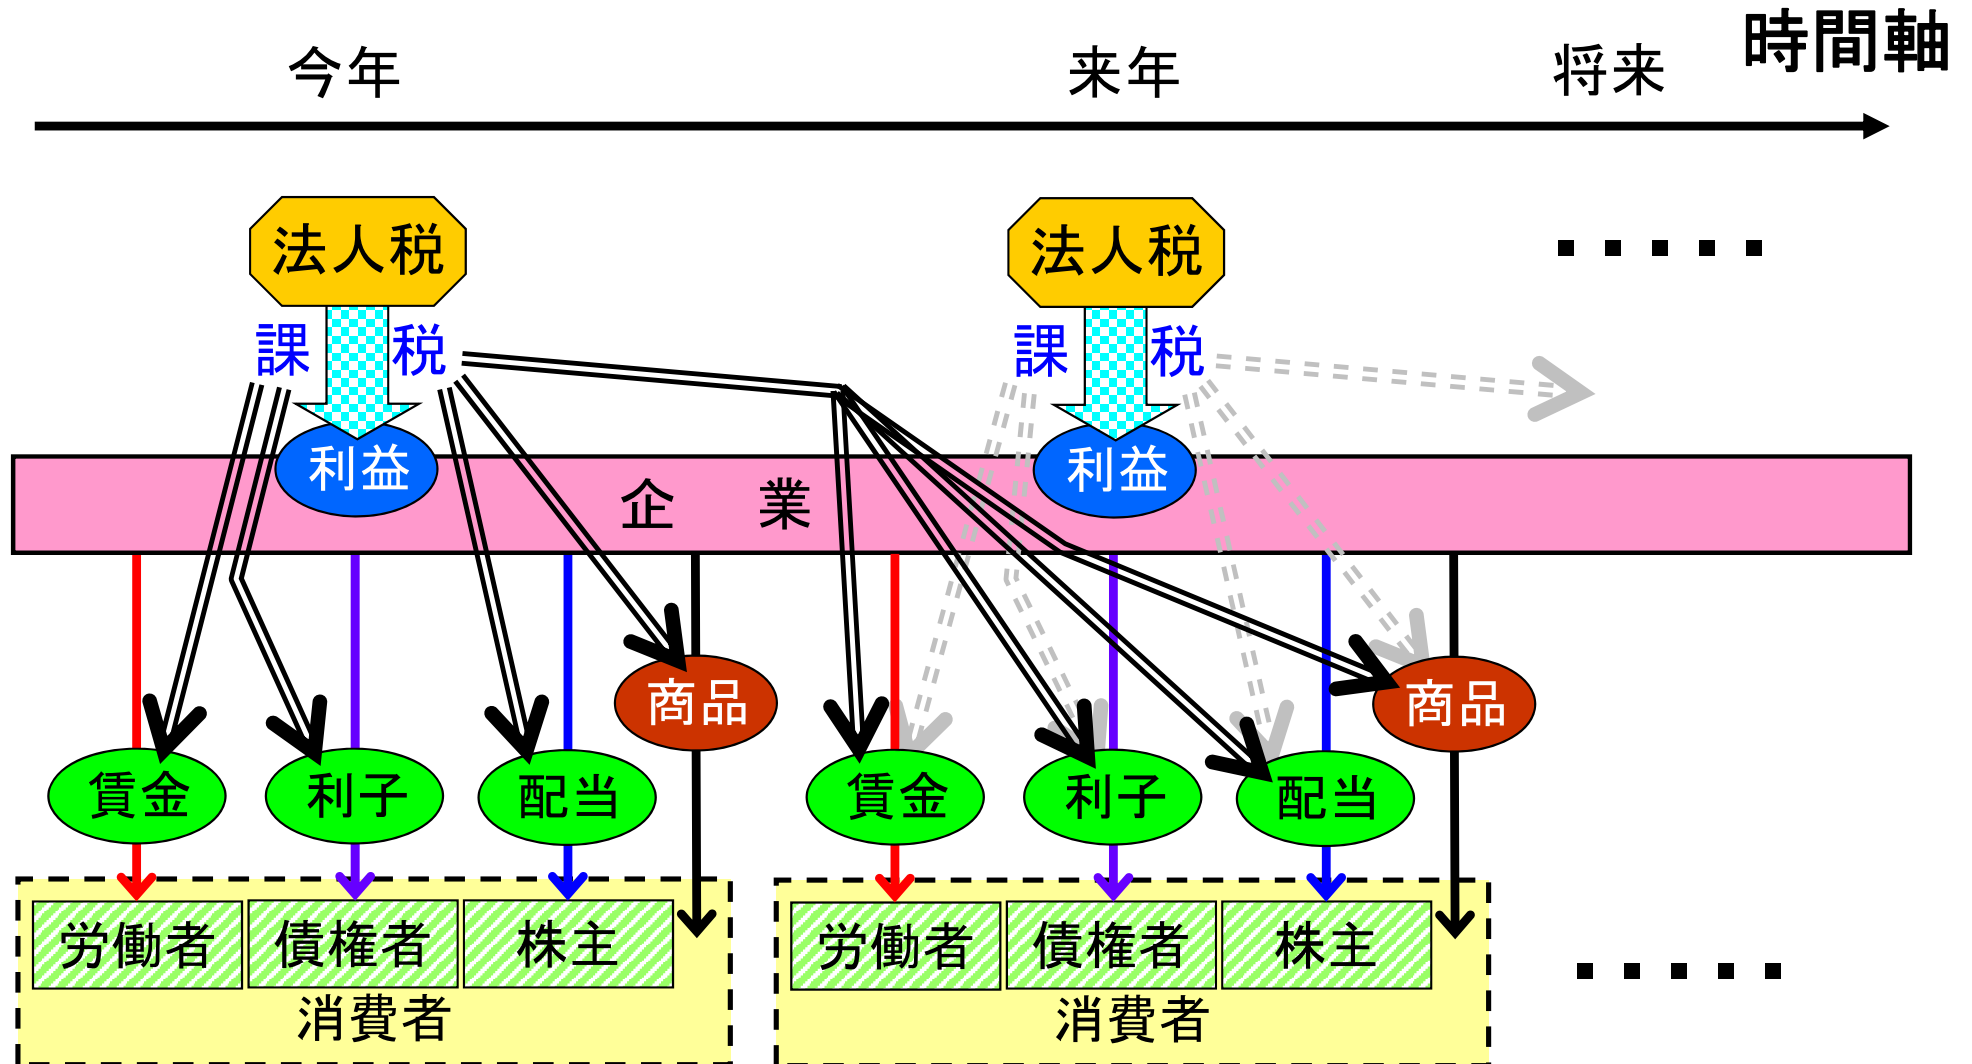 時間軸
今年 来年 将来
法人税 法人税 ・・・・・
課 税 課 税
利益 利益
企 業
商品 商品
賃金 利子 配当 賃金 利子 配当
労働者 債権者 株主 労働者 債権者 株主
・・・・・
消費者 消費者